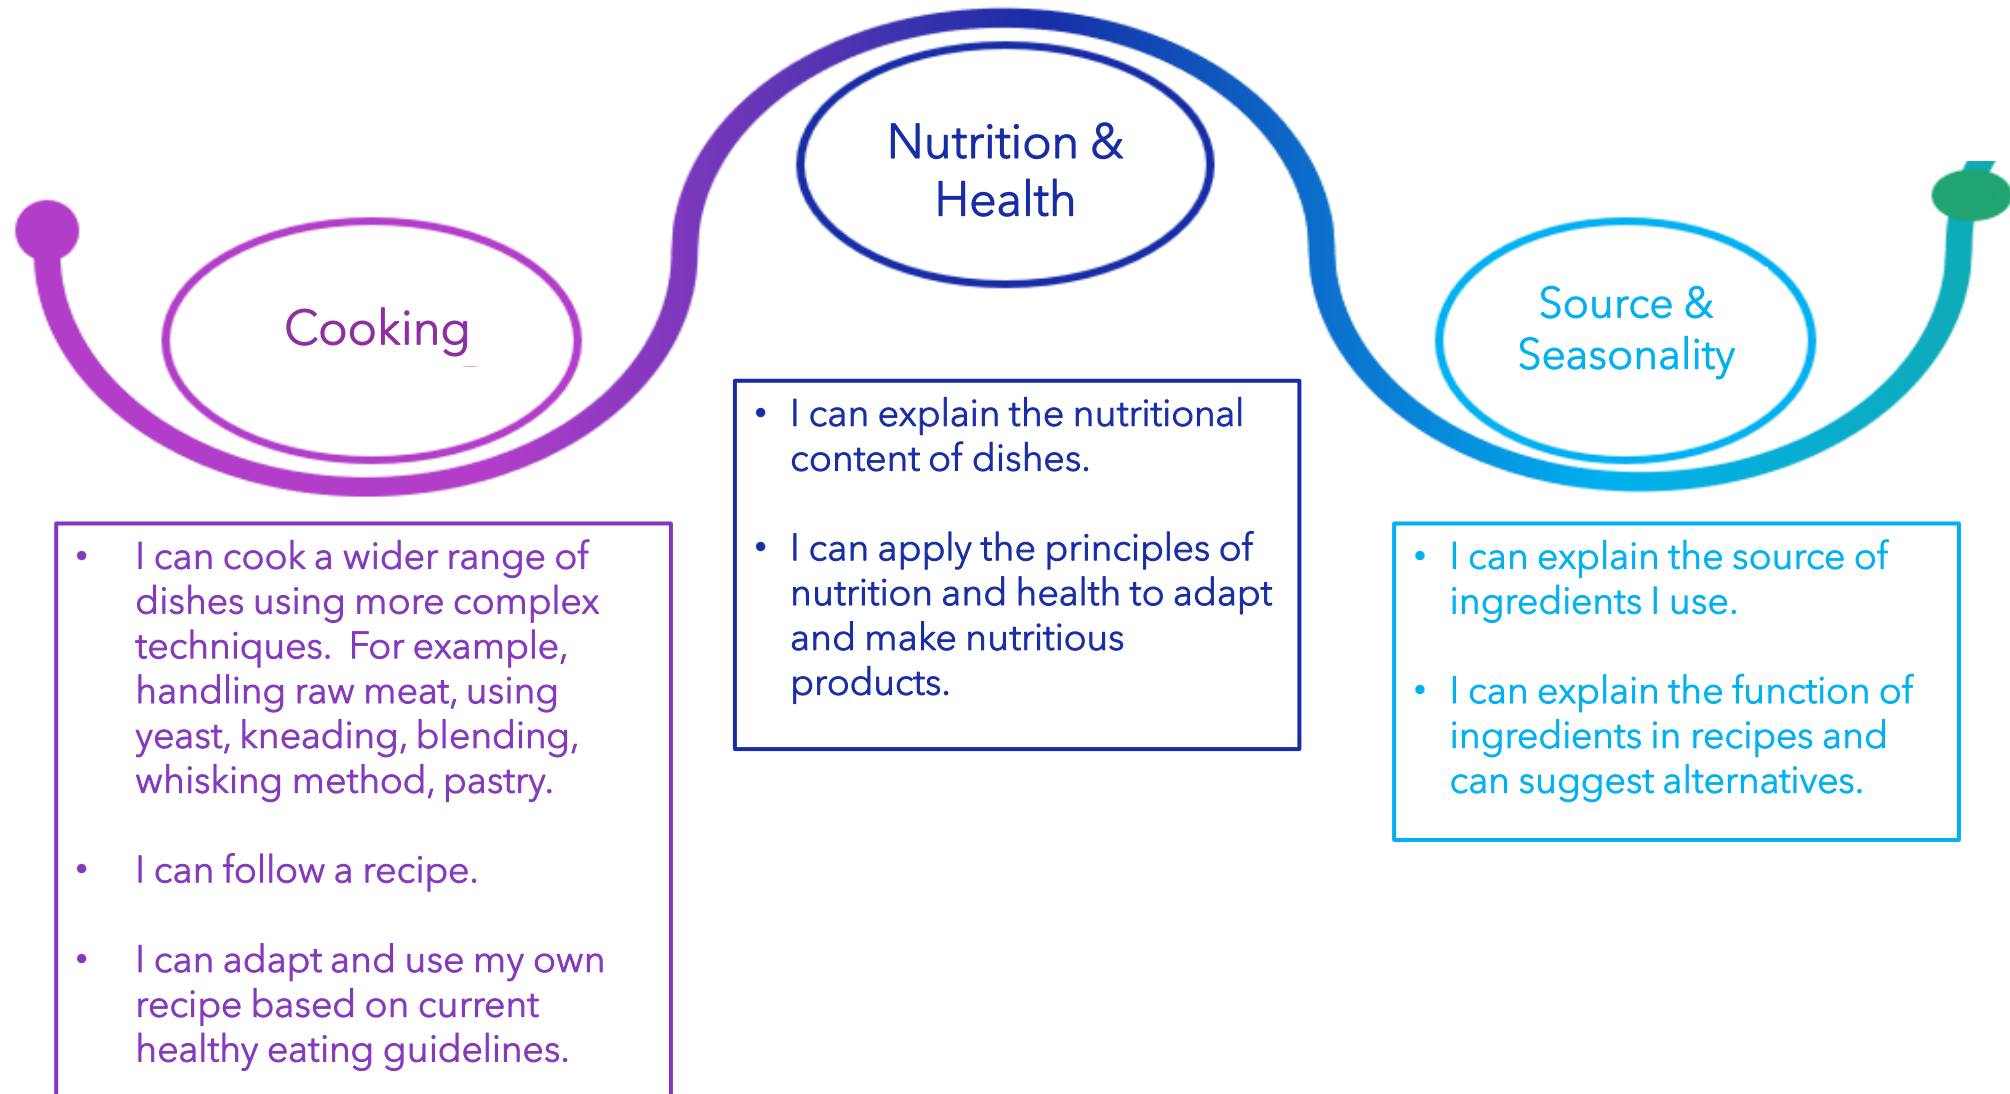 Cooking
Nutrition &
Health
Source &
Seasonality
• I can cook a wider range of
dishes using more complex
techniques.  For example,
handling raw meat, using
yeast, kneading, blending,
whisking method, pastry.
• I can follow a recipe.
• I can adapt and use my own
recipe based on current
healthy eating guidelines.
• I can explain the nutritional
content of dishes.
• I can apply the principles of
nutrition and health to adapt
and make nutritious
products.
• I can explain the source of
ingredients I use.
• I can explain the function of
ingredients in recipes and
can suggest alternatives.